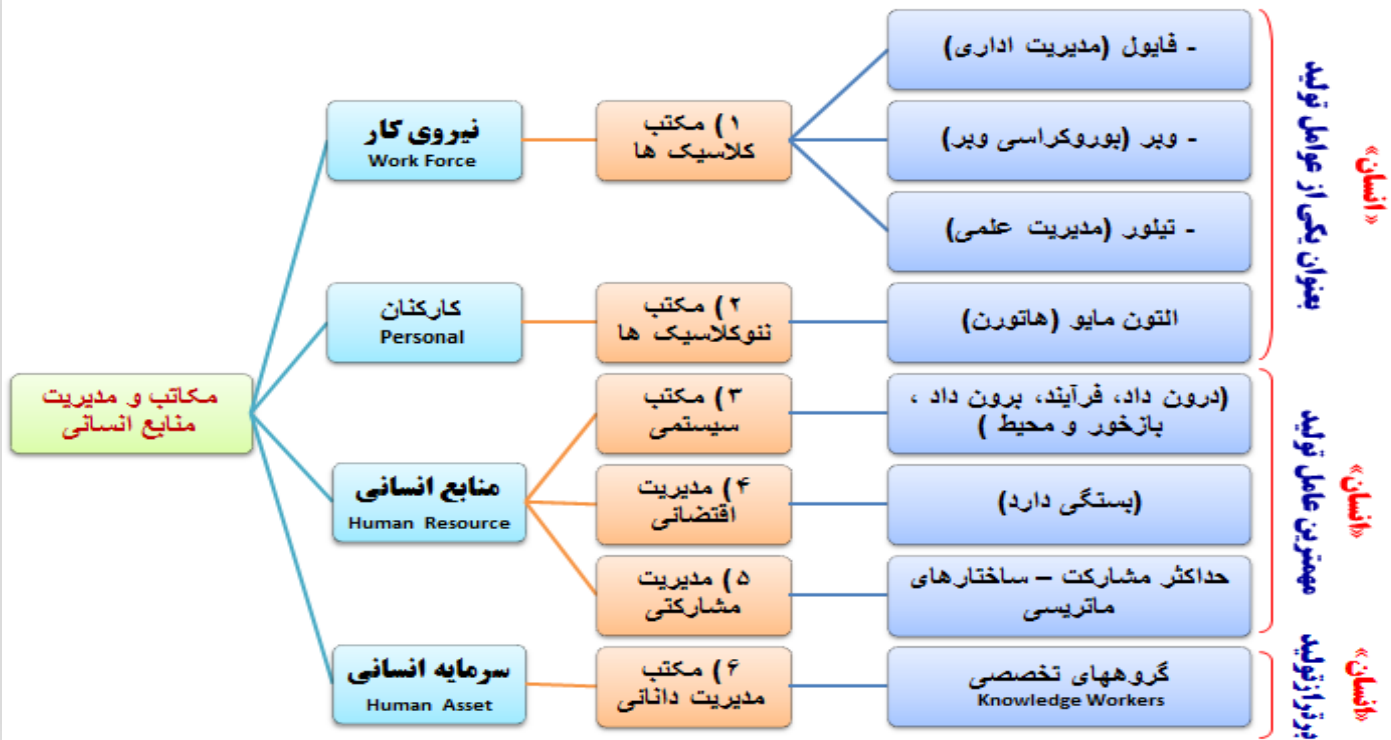 مکاتب و مدیریت
منابع انسانی
نیروی کار
Work Force
۱) مکتب
کلاسیک ها
- فایول (مدیریت اداری)
- وبر (بوروکراسی وبر)
- تیلور (مدیریت علمی)
کارکنان
Personal
۲) مکتب
نئوکلاسیک ها
التون مایو (هاتورن)
«انسان»
بعنوان یکی از عوامل تولید
منابع انسانی
Human Resource
۳) مکتب
سیستمی
(درون داد، فرآیند، برون داد ،
بازخور و محیط )
۴) مدیریت
اقتضائی
(بستگی دارد)
۵) مدیریت
مشارکتی
حداکثر مشارکت – ساختارهای
ماتریسی
«انسان»
مهمترین عامل تولید
سرمایه انسانی
Human Asset
۶) مکتب
مدیریت دانائی
گروههای تخصصی
Knowledge Workers
«انسان»
برتر از تولید